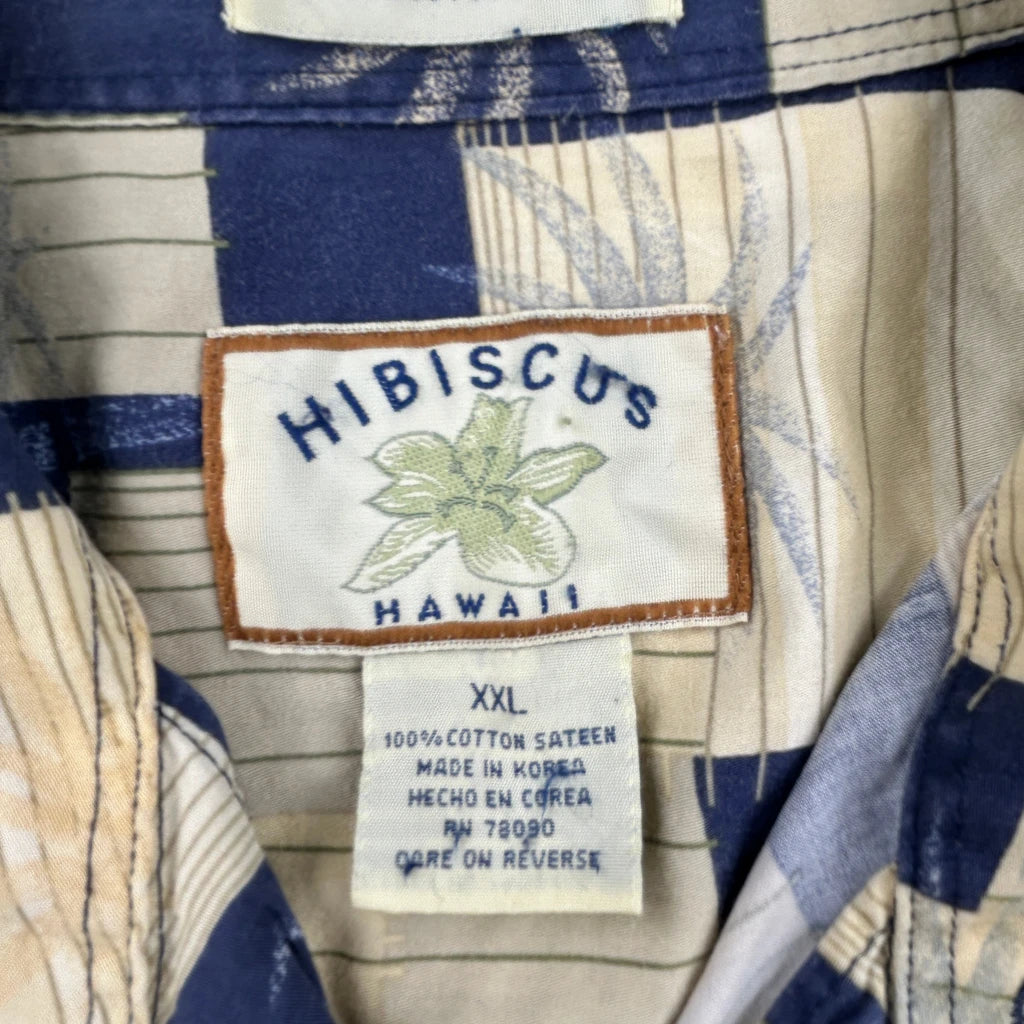 HIBISCUS
HAWAII
XXL
100% COTTON SATEEN
MADE IN KOREA
HECHO EN COREA
RN 78090
CARE ON REVERSE